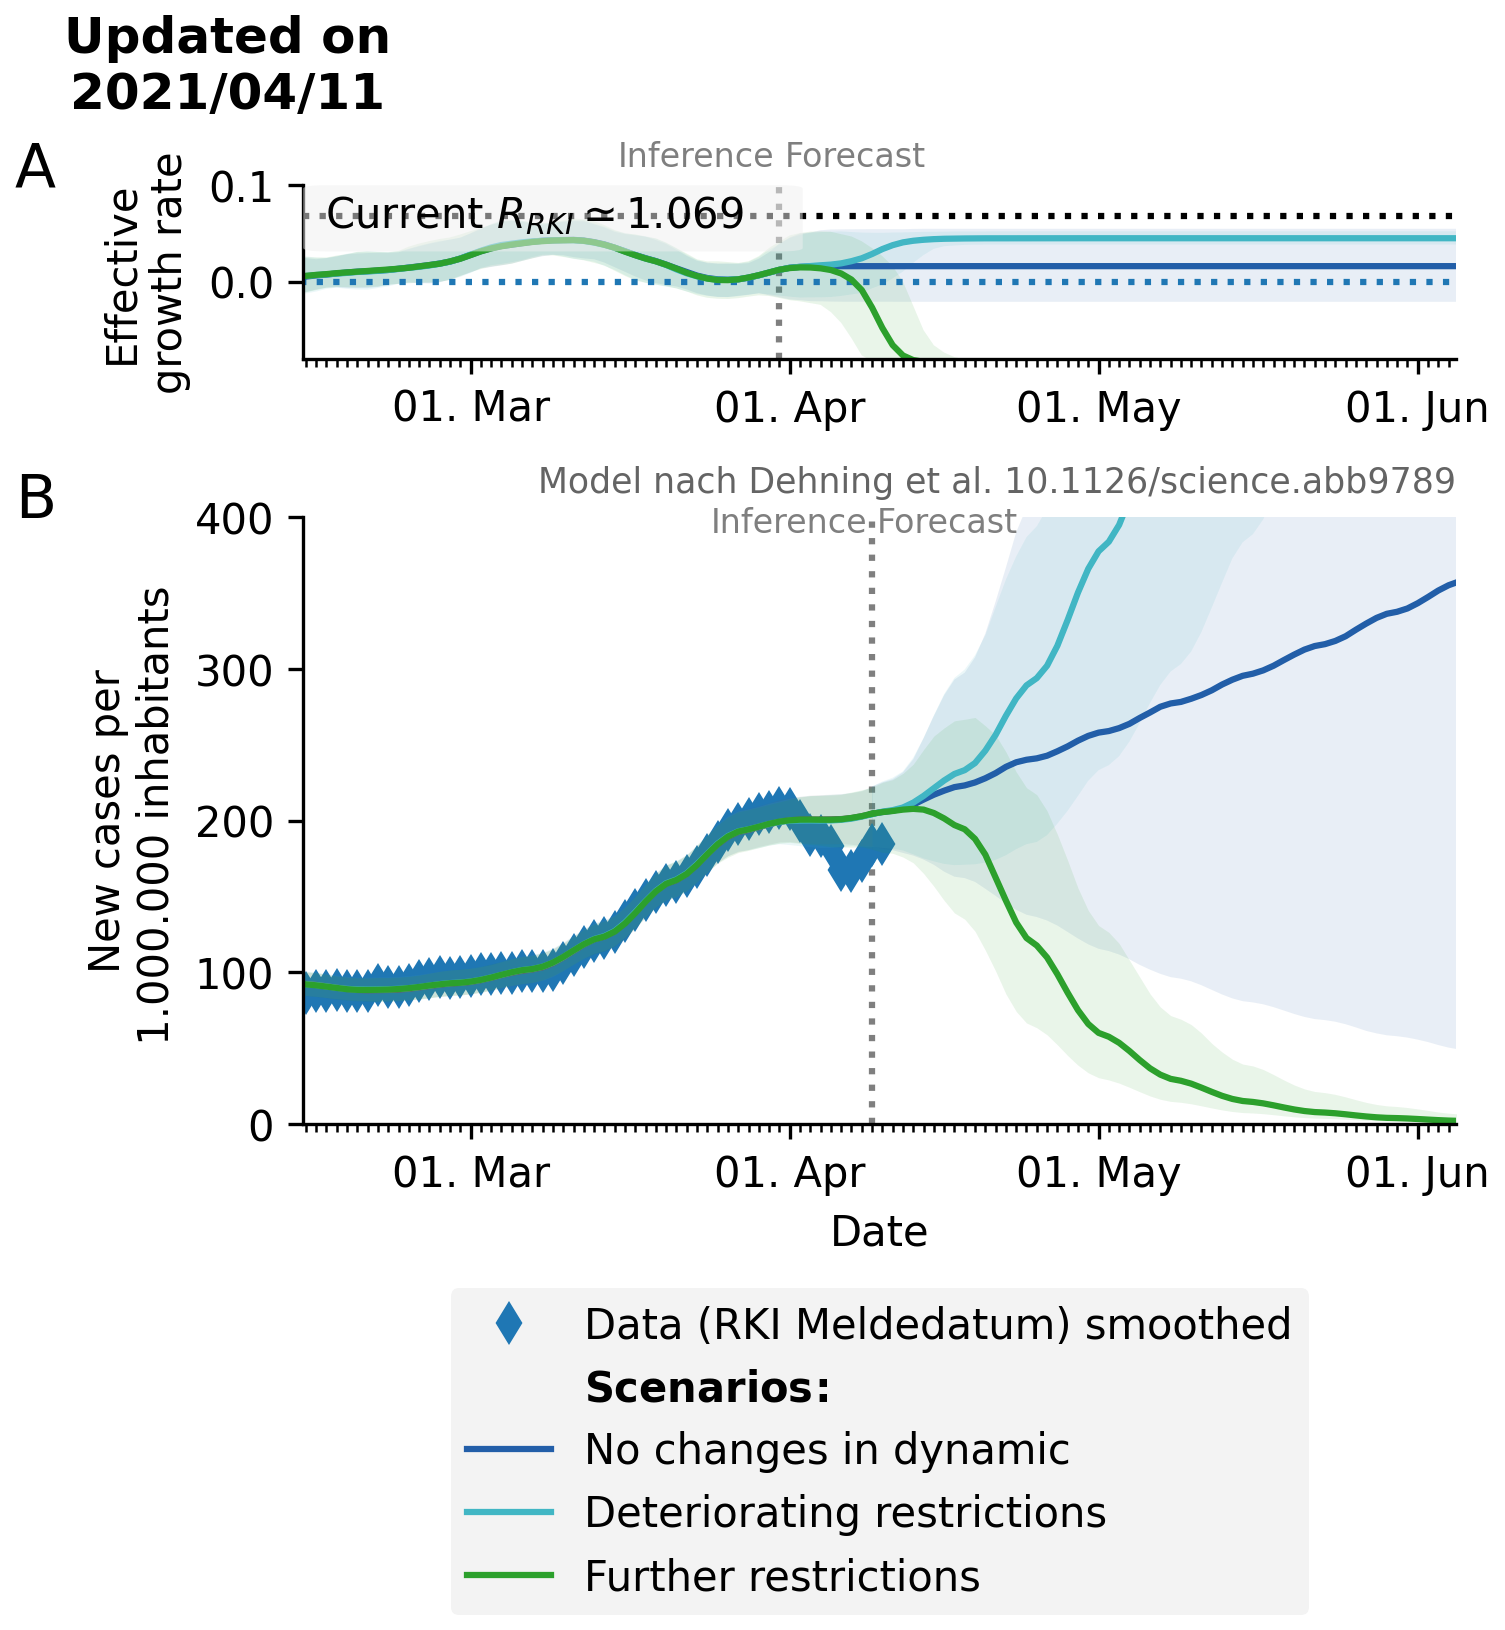 Updated on
2021/04/11
A
Effective
growth rate
Inference Forecast
0.1
0.0
Current R_RKI ≃ 1.069
01. Mar
01. Apr
01. May
01. Jun
B
Model nach Dehning et al. 10.1126/science.abb9789
Inference Forecast
New cases per
1.000.000 inhabitants
400
300
200
100
0
01. Mar
01. Apr
01. May
01. Jun
Date
Data (RKI Meldedatum) smoothed
Scenarios:
No changes in dynamic
Deteriorating restrictions
Further restrictions